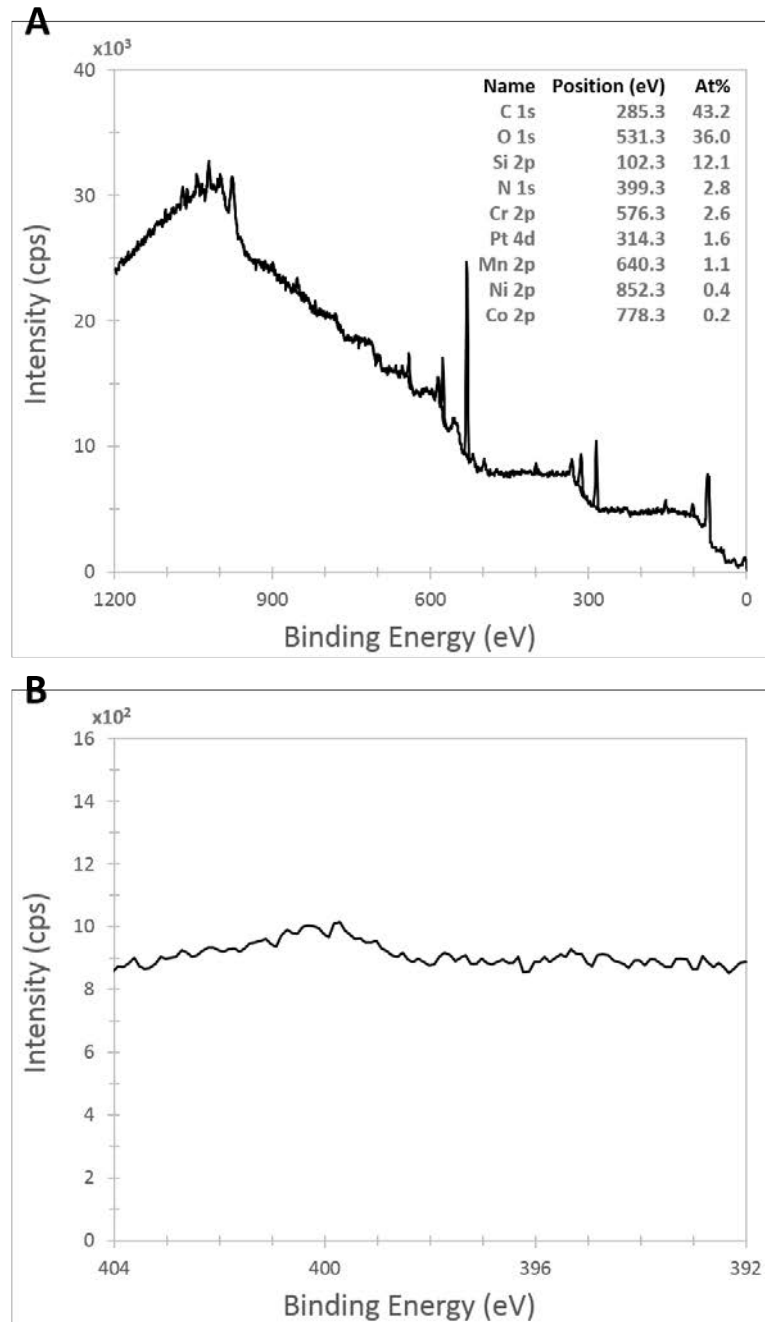 A
x10³
40
30
20
10
0
Intensity (cps)
Name Position (eV) At%
C 1s 285.3 43.2
O 1s 531.3 36.0
Si 2p 102.3 12.1
N 1s 399.3 2.8
Cr 2p 576.3 2.6
Pt 4d 314.3 1.6
Mn 2p 640.3 1.1
Ni 2p 852.3 0.4
Co 2p 778.3 0.2
1200 900 600 300 0
Binding Energy (eV)
B
x10²
16
14
12
10
8
6
4
2
0
Intensity (cps)
404 400 396 392
Binding Energy (eV)